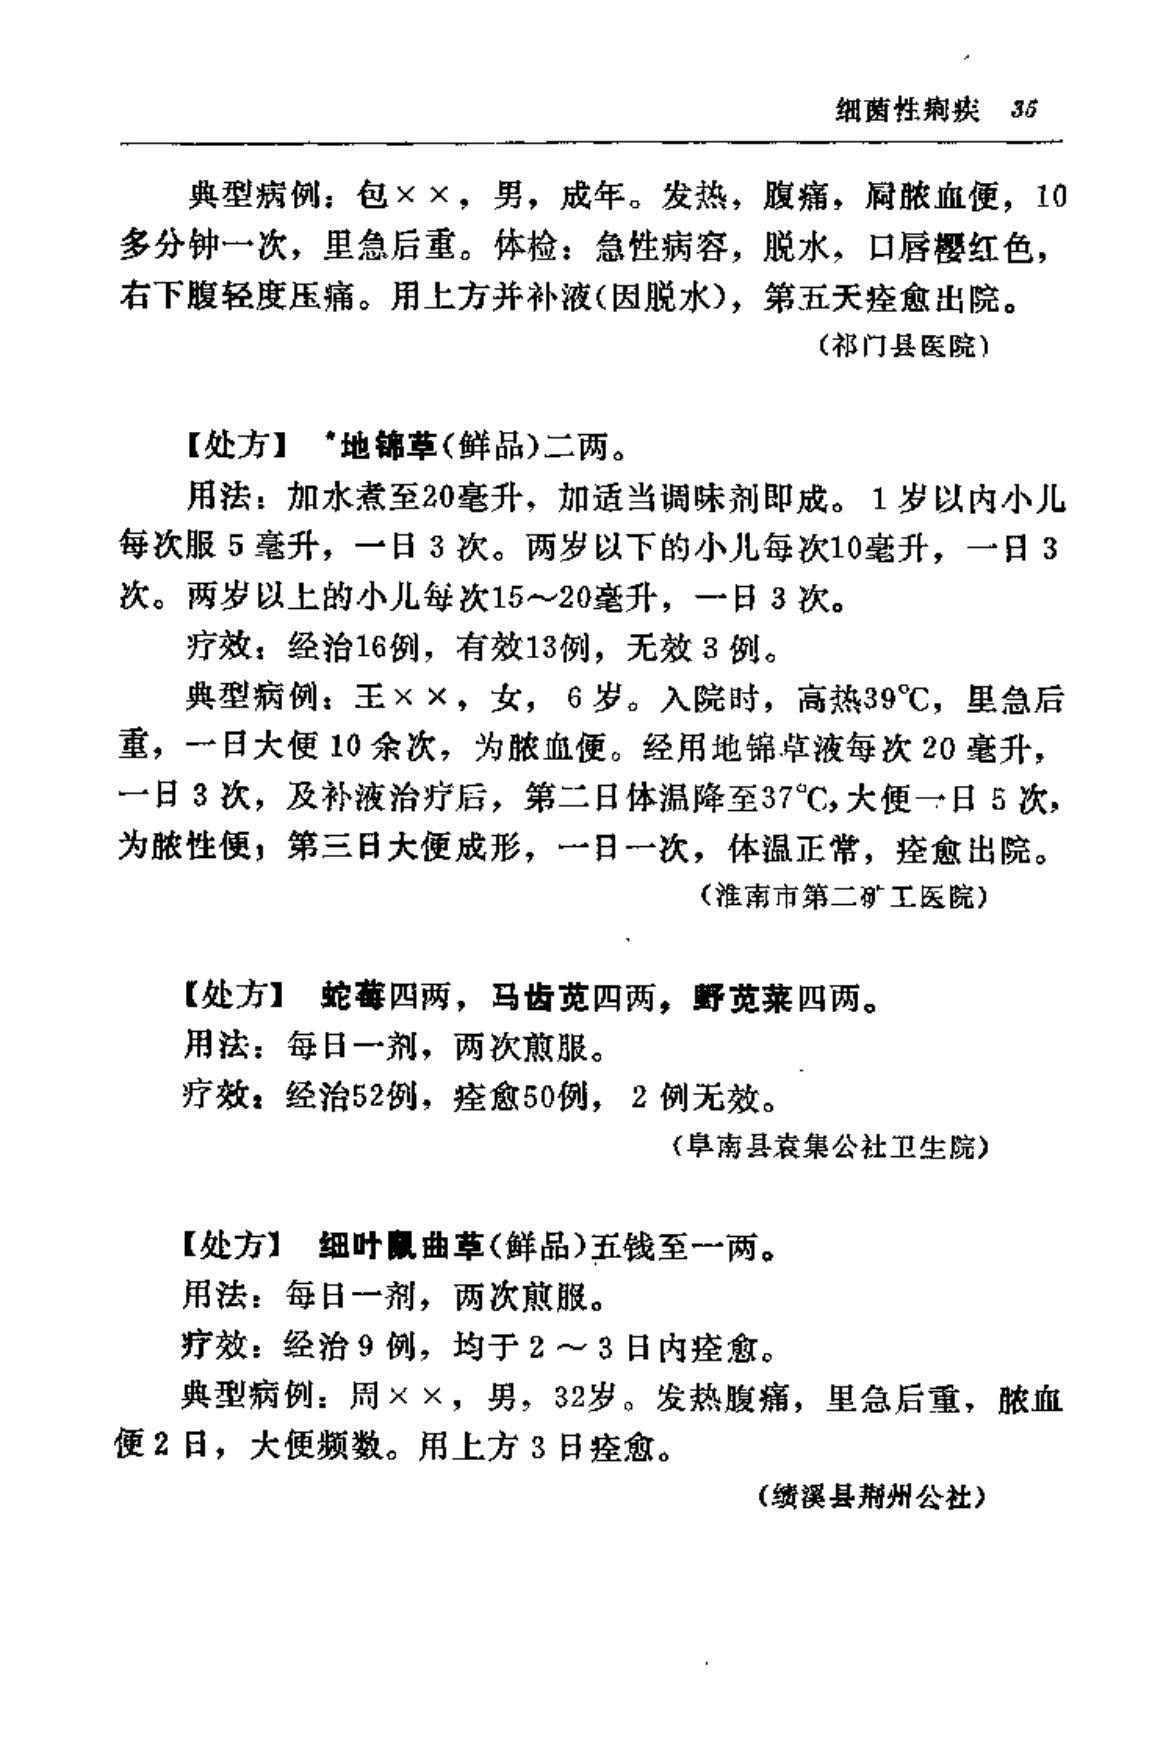 细菌性痢疾 35
典型病例：包××，男，成年。发热，腹痛，屙脓血便，10
多分钟一次，里急后重。体检：急性病容，脱水，口唇樱红色，
右下腹轻度压痛。用上方并补液(因脱水)，第五天痊愈出院。
(祁门县医院)
【处方】 *地锦草(鲜品)二两。
用法：加水煮至20毫升，加适当调味剂即成。1岁以内小儿
每次服5毫升，一日3次。两岁以下的小儿每次10毫升，一日3
次。两岁以上的小儿每次15～20毫升，一日3次。
疗效：经治16例，有效13例，无效3例。
典型病例：王××，女，6岁。入院时，高热39℃，里急后
重，一日大便10余次，为脓血便。经用地锦草液每次20毫升，
一日3次，及补液治疗后，第二日体温降至37℃，大便一日5次，
为脓性便；第三日大便成形，一日一次，体温正常，痊愈出院。
(淮南市第二矿工医院)
【处方】 蛇莓四两，马齿苋四两，野苋菜四两。
用法：每日一剂，两次煎服。
疗效：经治52例，痊愈50例，2例无效。
(阜南县袁集公社卫生院)
【处方】 细叶鼠曲草(鲜品)五钱至一两。
用法：每日一剂，两次煎服。
疗效：经治9例，均于2～3日内痊愈。
典型病例：周××，男，32岁。发热腹痛，里急后重，脓血
便2日，大便频数。用上方3日痊愈。
(绩溪县荆州公社)